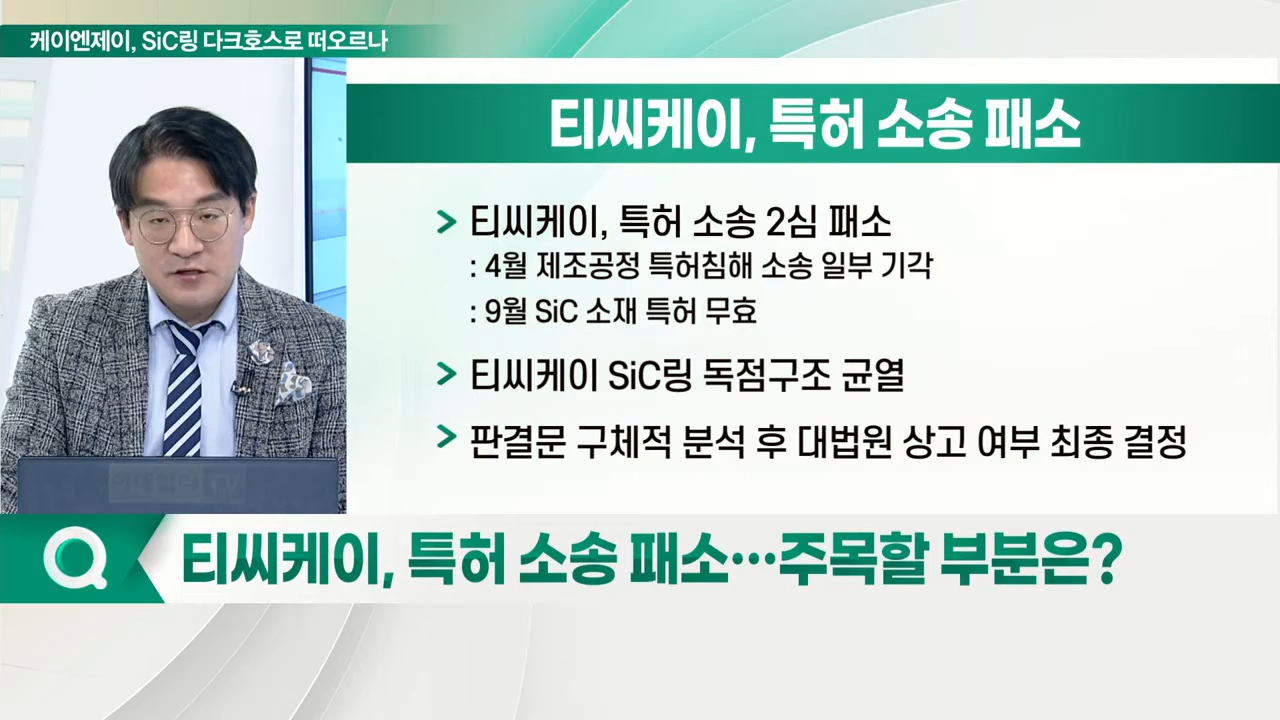 케이엔제이, SiC링 다크호스로 떠오르나
티씨케이, 특허 소송 패소
> 티씨케이, 특허 소송 2심 패소
: 4월 제조공정 특허침해 소송 일부 기각
: 9월 SiC 소재 특허 무효
> 티씨케이 SiC링 독점구조 균열
> 판결문 구체적 분석 후 대법원 상고 여부 최종 결정
티씨케이, 특허 소송 패소…주목할 부분은?